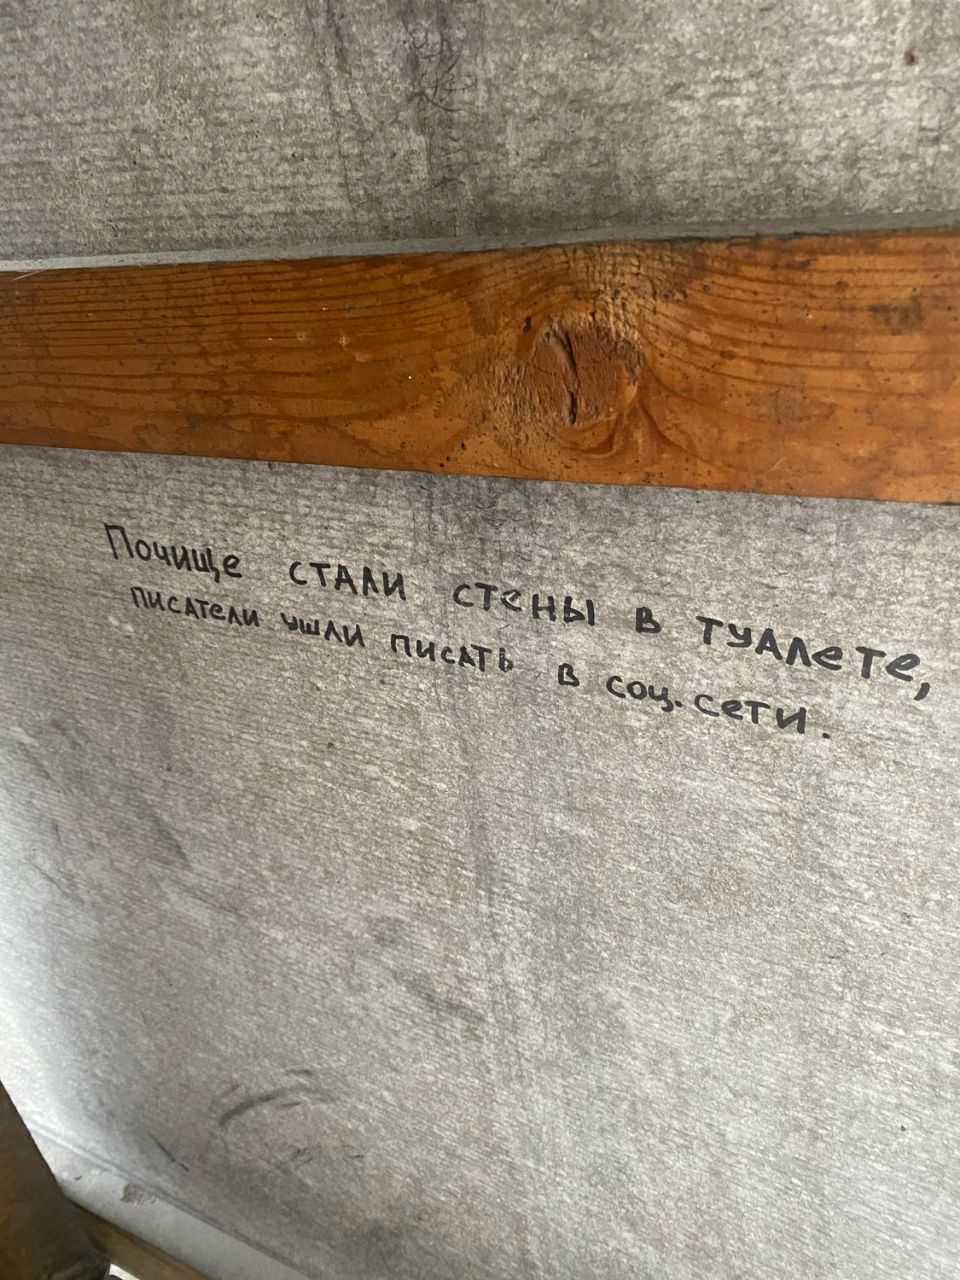 Почище стали стены в туалете,
писатели ушли писать в соц.сети.